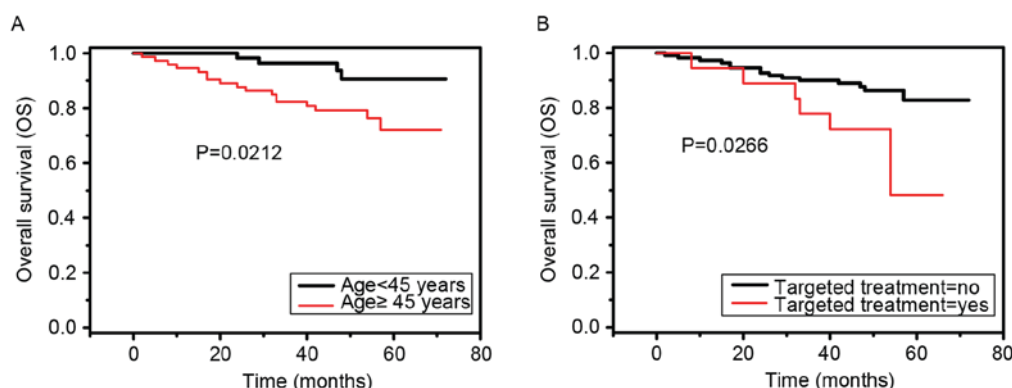 A
Overall survival (OS)
1.0
0.8
0.6
0.4
0.2
0.0
P=0.0212
Age<45 years
Age≥ 45 years
0 20 40 60 80
Time (months)
B
Overall survival (OS)
1.0
0.8
0.6
0.4
0.2
0.0
P=0.0266
Targeted treatment=no
Targeted treatment=yes
0 20 40 60 80
Time (months)